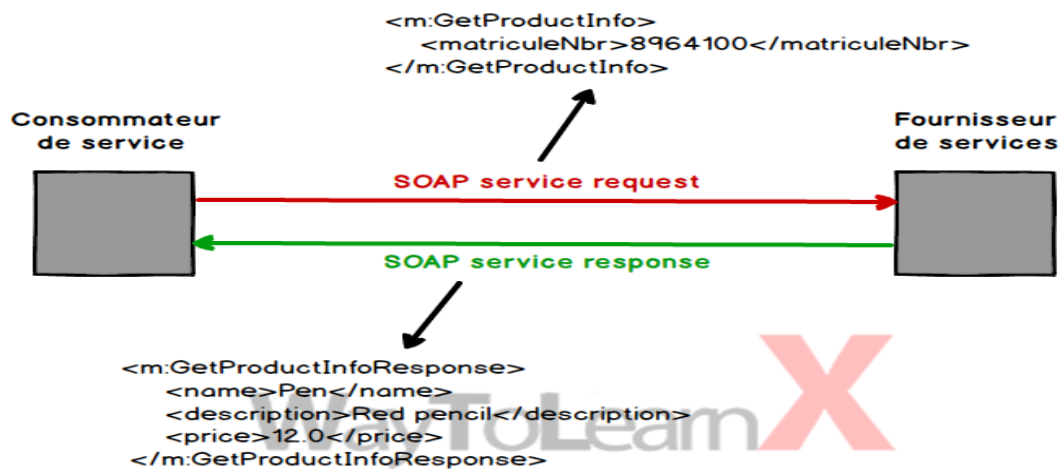 <m:GetProductInfo>
<matriculeNbr>8964100</matriculeNbr>
</m:GetProductInfo>
Consommateur
de service
Fournisseur
de services
SOAP service request
SOAP service response
<m:GetProductInfoResponse>
<name>Pen</name>
<description>Red pencil</description>
<price>12.0</price>
</m:GetProductInfoResponse>
WayToLearnX